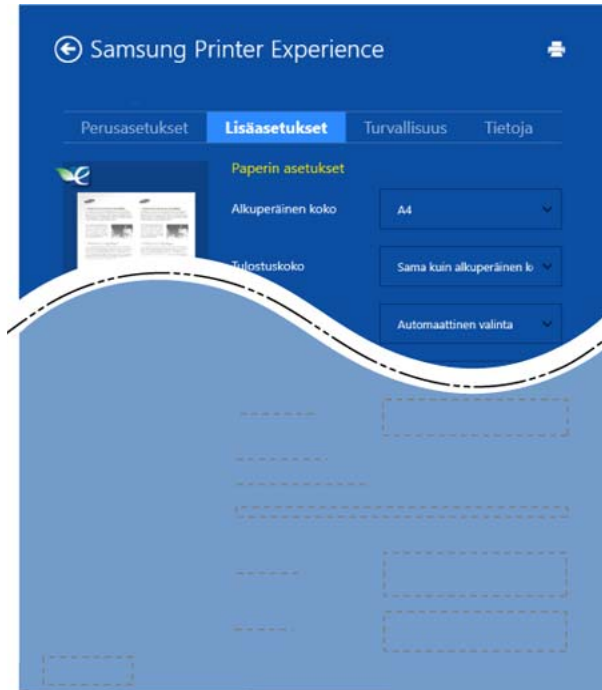 Samsung Printer Experience
Perusasetukset Lisäasetukset Turvallisuus Tietoja
Paperin asetukset
Alkuperäinen koko A4
Tulostuskoko Sama kuin alkuperäinen k
Automaattinen valinta